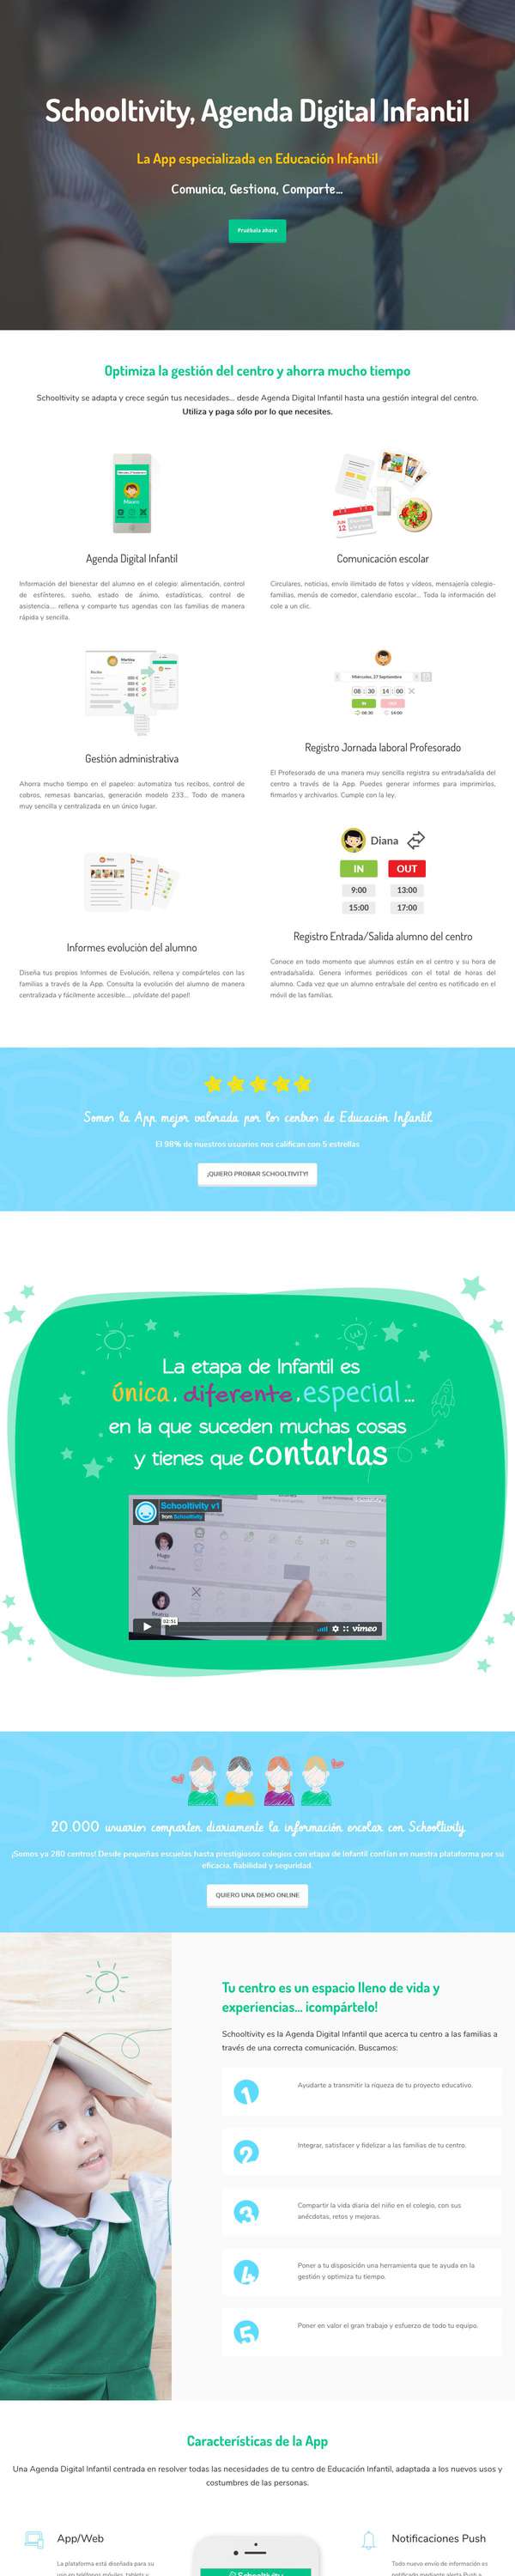 Schooltivity, Agenda Digital Infantil
La App especializada en Educación Infantil
Comunica, Gestiona, Comparte...
Pruébala ahora
Optimiza la gestión del centro y ahorra mucho tiempo
Schooltivity se adapta y crece según tus necesidades... desde Agenda Digital Infantil hasta una gestión integral del centro.
Utiliza y paga sólo por lo que necesites.
Agenda Digital Infantil
Información del bienestar del alumno en el colegio: alimentación, control
de esfínteres, sueño, estado de ánimo, estadísticas, control de
asistencia... rellena y comparte tus agendas con las familias de manera
rápida y sencilla.
JUN
12
Comunicación escolar
Circulares, noticias, envío ilimitado de fotos y vídeos, mensajería colegio-
familias, menús de comedor, calendario escolar... Toda la información del
cole a un clic.
Martina
Gestión administrativa
Ahorra mucho tiempo en el papeleo: automatiza tus recibos, control de
cobros, remesas bancarias, generación modelo 233... Todo de manera
muy sencilla y centralizada en un único lugar.
Miércoles, 27 Septiembre
08 : 30 14 : 00
IN OUT
08:30 14:00
Registro Jornada laboral Profesorado
El Profesorado de una manera muy sencilla registra su entrada/salida del
centro a través de la App. Puedes generar informes para imprimirlos,
firmarlos y archivarlos. Cumple con la ley.
Informes evolución del alumno
Diseña tus propios Informes de Evolución, rellena y compártelos con las
familias a través de la App. Consulta la evolución del alumno de manera
centralizada y fácilmente accesible.... ¡olvídate del papel!
Diana
IN OUT
9:00 13:00
15:00 17:00
Registro Entrada/Salida alumno del centro
Conoce en todo momento que alumnos están en el centro y su hora de
entrada/salida. Genera informes periódicos con el total de horas del
alumno. Cada vez que un alumno entra/sale del centro es notificado en el
móvil de las familias.
Somos la App mejor valorada por los centros de Educación Infantil
El 98% de nuestros usuarios nos califican con 5 estrellas
¡QUIERO PROBAR SCHOOLTIVITY!
La etapa de Infantil es
única, diferente, especial...
en la que suceden muchas cosas
y tienes que contarlas
Schooltivity v1
from Schooltivity
Hugo
Beatriz
02:31
vimeo
20.000 usuarios comparten diariamente la información escolar con Schooltivity
¡Somos ya 280 centros! Desde pequeñas escuelas hasta prestigiosos colegios con etapa de Infantil confían en nuestra plataforma por su
eficacia, fiabilidad y seguridad.
QUIERO UNA DEMO ONLINE
Tu centro es un espacio lleno de vida y
experiencias... ¡compártelo!
Schooltivity es la Agenda Digital Infantil que acerca tu centro a las familias a
través de una correcta comunicación. Buscamos:
1
Ayudarte a transmitir la riqueza de tu proyecto educativo.
2
Integrar, satisfacer y fidelizar a las familias de tu centro.
3
Compartir la vida diaria del niño en el colegio, con sus
anécdotas, retos y mejoras.
4
Poner a tu disposición una herramienta que te ayuda en la
gestión y optimiza tu tiempo.
5
Poner en valor el gran trabajo y esfuerzo de todo tu equipo.
Características de la App
Una Agenda Digital Infantil centrada en resolver todas las necesidades de tu centro de Educación Infantil, adaptada a los nuevos usos y
costumbres de las personas.
App/Web
La plataforma está diseñada para su
uso en teléfonos móviles, tablets y
Schooltivity
Notificaciones Push
Todo nuevo envío de información es
notificado mediante alerta Push a